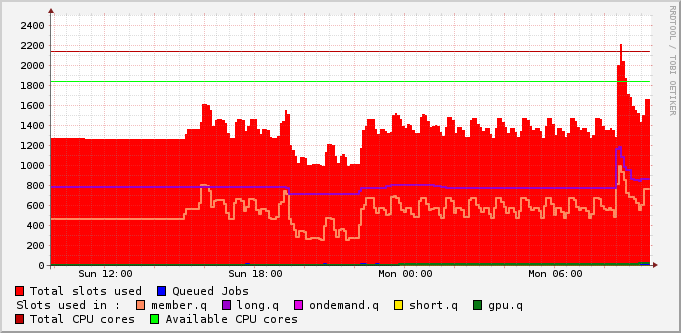 2400
2200
2000
1800
1600
1400
1200
1000
800
600
400
200
0
Sun 12:00 Sun 18:00 Mon 00:00 Mon 06:00
RRDTOOL / TOBI OETIKER
Total slots used Queued Jobs
Slots used in : member.q long.q ondemand.q short.q gpu.q
Total CPU cores Available CPU cores